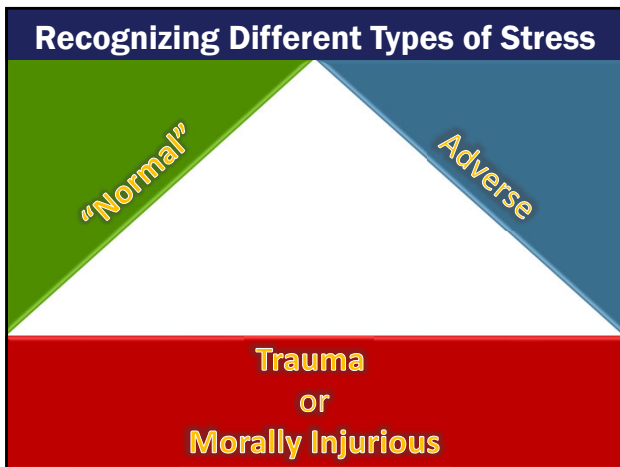 Recognizing Different Types of Stress
“Normal”
Adverse
Trauma
or
Morally Injurious